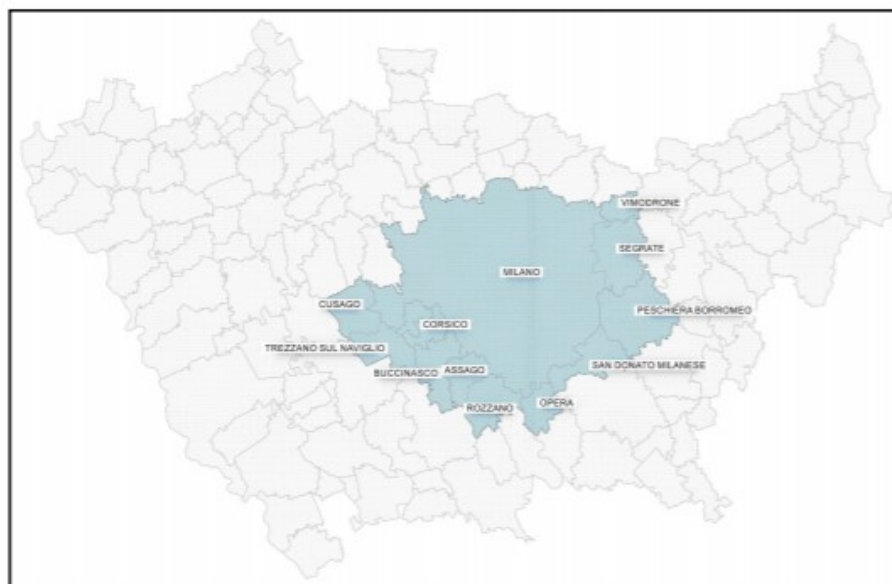 VIMODRONE
SEGRATE
MILANO
CUSAGO
PESCHIERA BORROMEO
CORSICO
TREZZANO SUL NAVIGLIO
SAN DONATO MILANESE
BUCCINASCO
ASSAGO
OPERA
ROZZANO